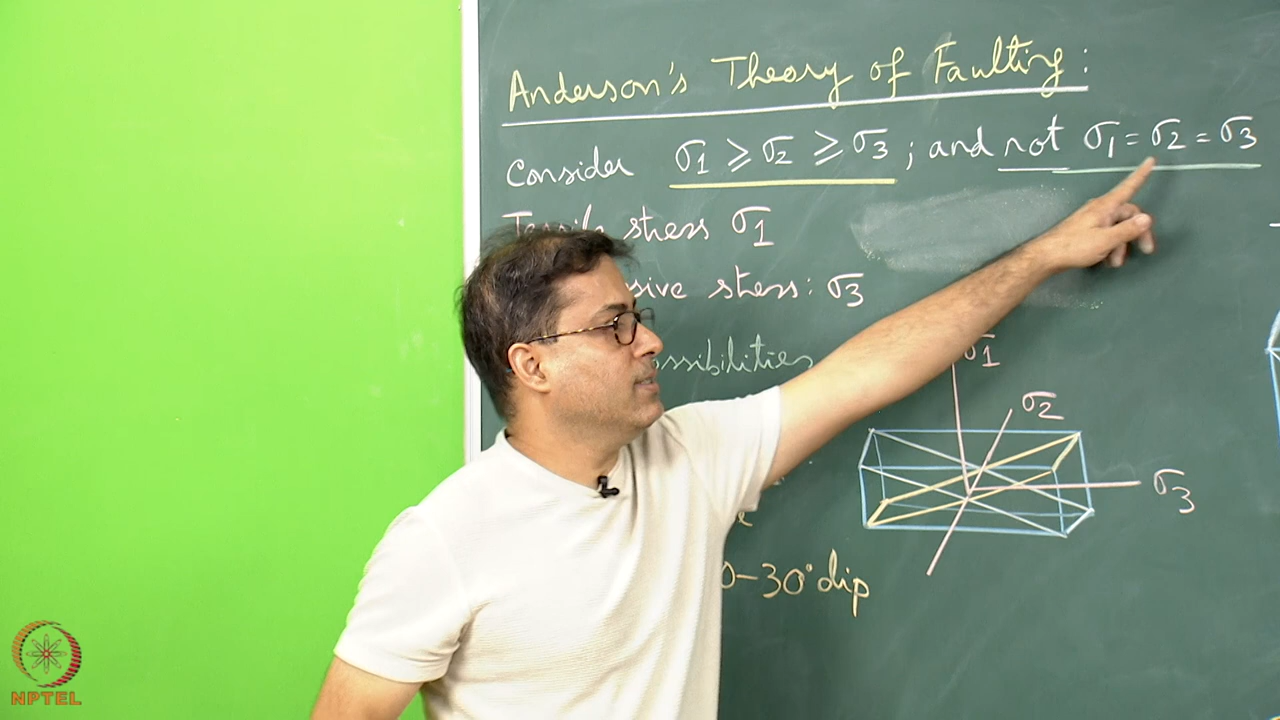 Anderson's Theory of Faulting:
Consider σ1 ⩾ σ2 ⩾ σ3 ; and not σ1 = σ2 = σ3
stress σ1
stress: σ3
σ1
σ2
σ3
0-30° dip
NPTEL